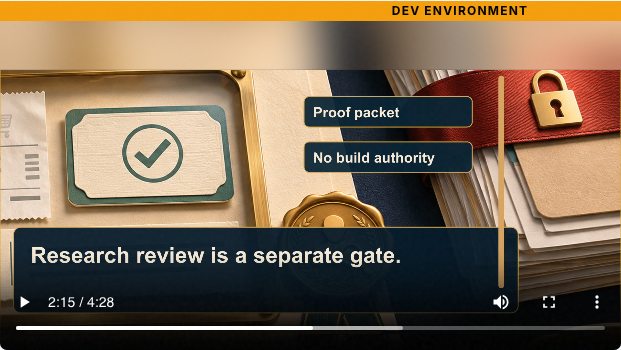 DEV ENVIRONMENT
Proof packet
No build authority
Research review is a separate gate.
2:15 / 4:28